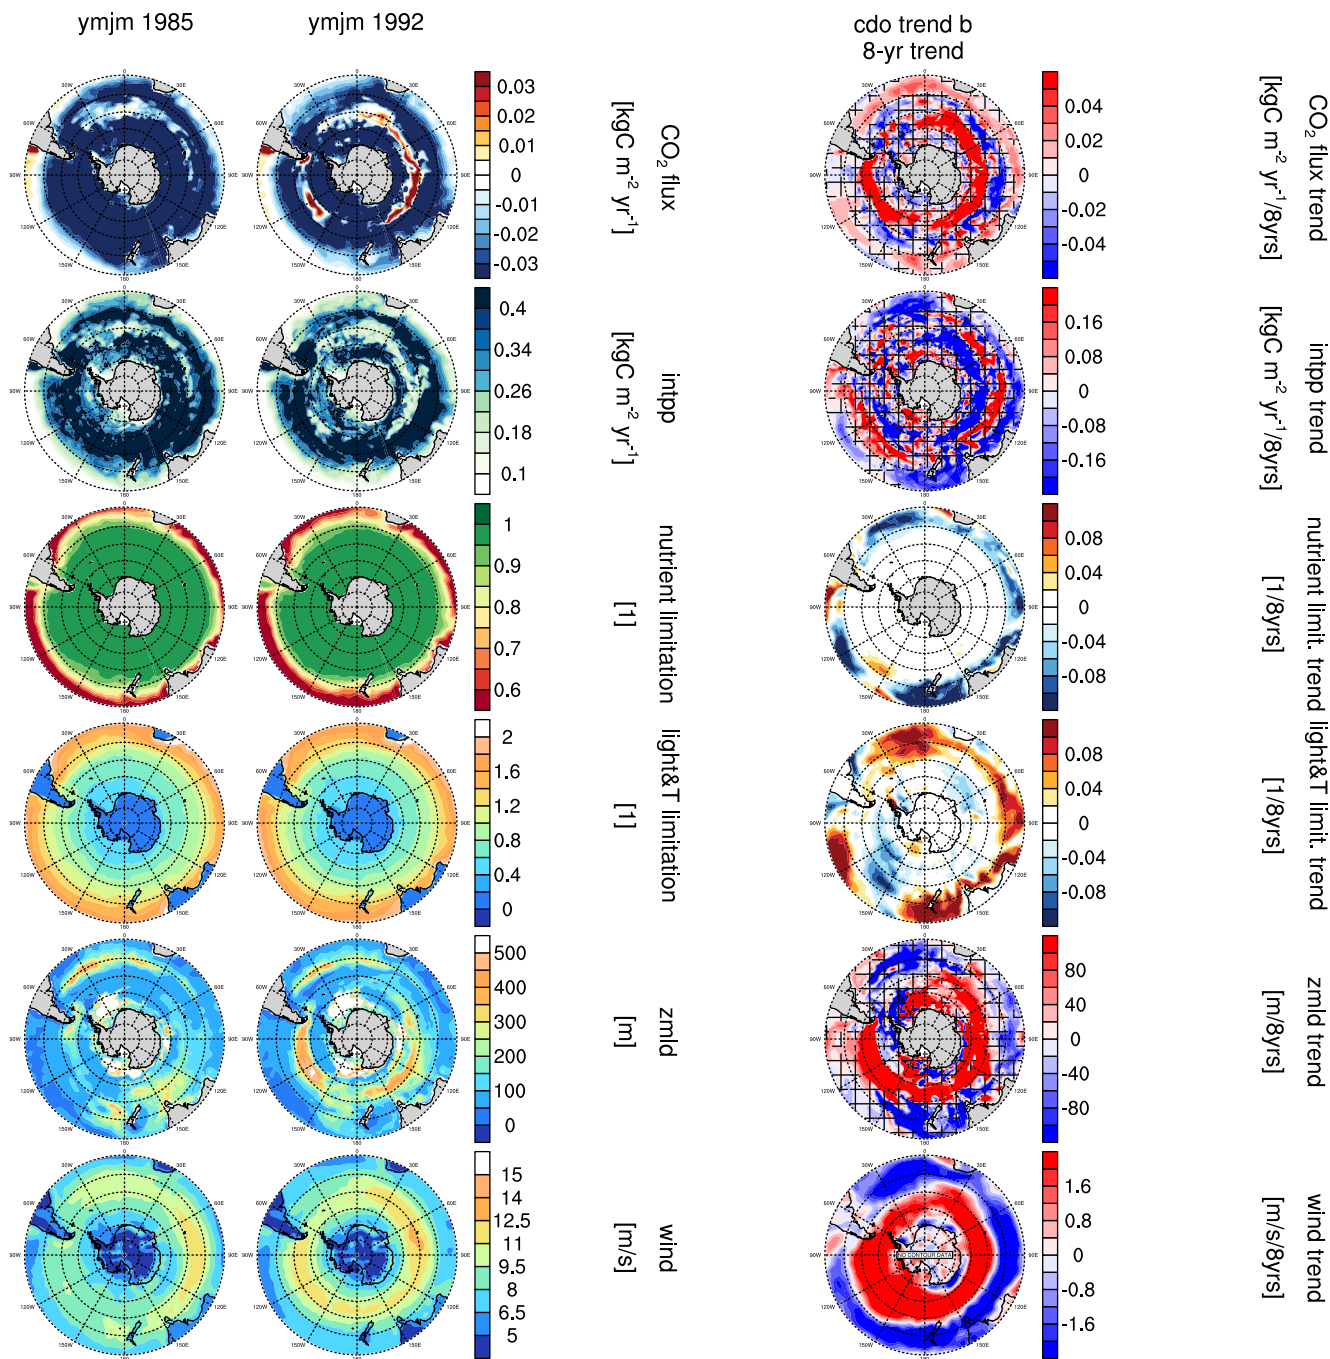 ymjm 1985
ymjm 1992
cdo trend b
8-yr trend
0.03
0.02
0.01
0
-0.01
-0.02
-0.03
CO₂ flux
[kgC m⁻² yr⁻¹]
0.04
0.02
0
-0.02
-0.04
CO₂ flux trend
[kgC m⁻² yr⁻¹/8yrs]
0.4
0.34
0.26
0.18
0.1
intpp
[kgC m⁻² yr⁻¹]
0.16
0.08
0
-0.08
-0.16
intpp trend
[kgC m⁻² yr⁻¹/8yrs]
1
0.9
0.8
0.7
0.6
nutrient limitation
[1]
0.08
0.04
0
-0.04
-0.08
nutrient limit. trend
[1/8yrs]
2
1.6
1.2
0.8
0.4
0
light&T limitation
[1]
0.08
0.04
0
-0.04
-0.08
light&T limit. trend
[1/8yrs]
500
400
300
200
100
0
zmld
[m]
80
40
0
-40
-80
zmld trend
[m/8yrs]
15
14
12.5
11
9.5
8
6.5
5
wind
[m/s]
NO CONTOUR DATA
1.6
0.8
0
-0.8
-1.6
wind trend
[m/s/8yrs]